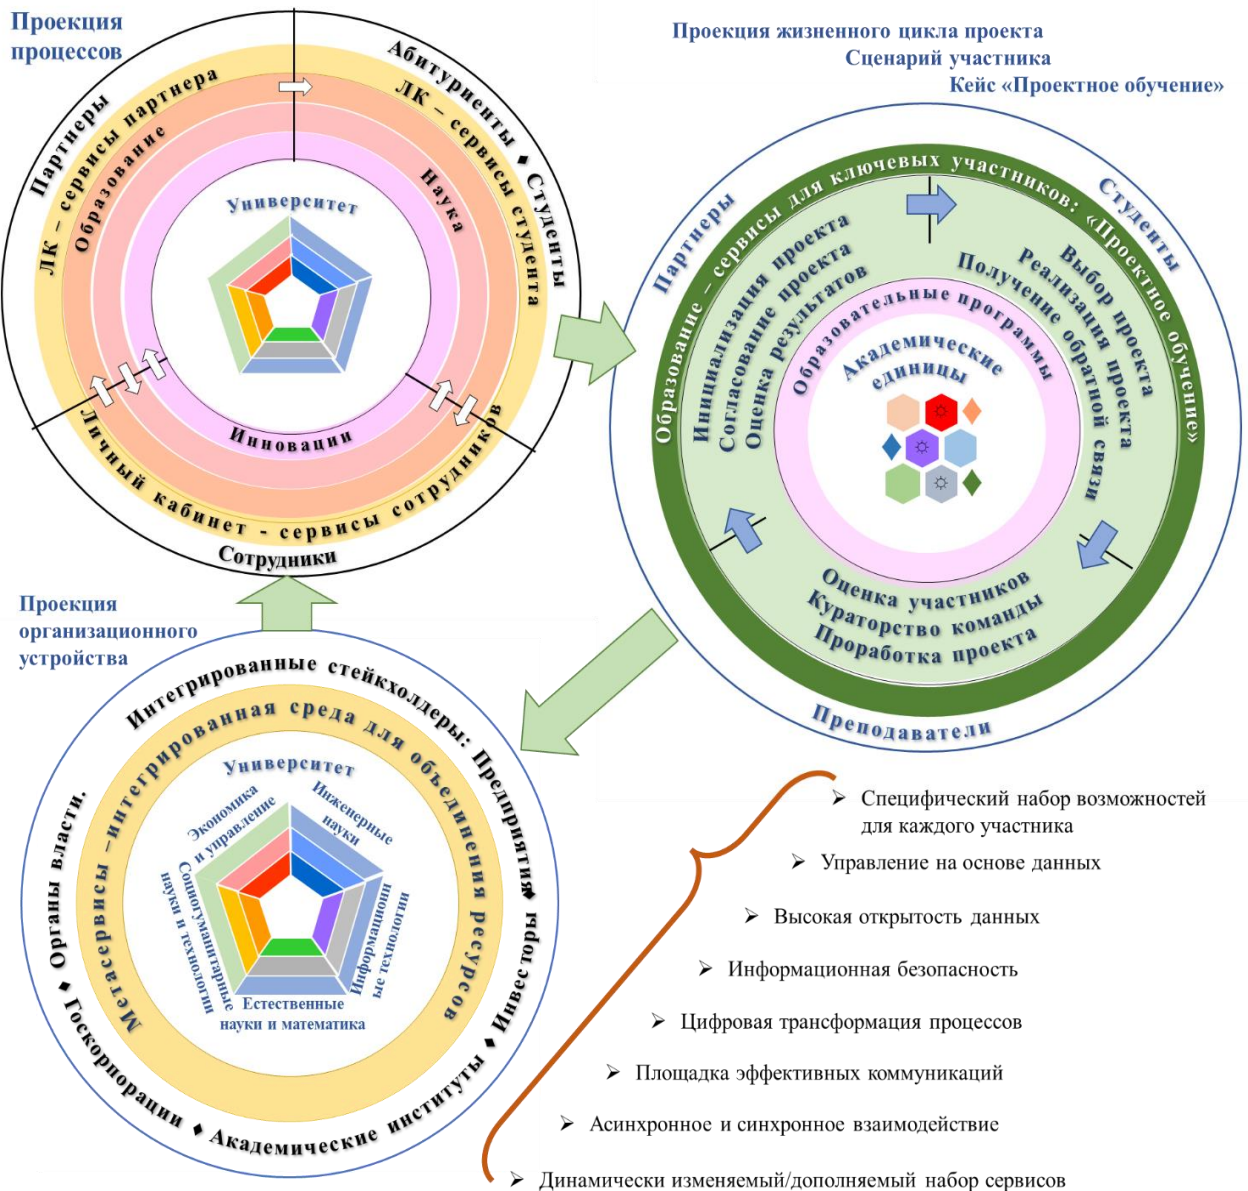 Проекция
процессов
Партнеры
Абитуриенты ♦ Студенты
Сотрудники
ЛК – сервисы партнера
ЛК – сервисы студента
Личный кабинет - сервисы сотрудников
Образование
Наука
Инновации
Университет
Проекция жизненного цикла проекта
Сценарий участника
Кейс «Проектное обучение»
Партнеры
Студенты
Преподаватели
Образование – сервисы для ключевых участников: «Проектное обучение»
Инициализация проекта
Согласование проекта
Оценка результатов
Выбор проекта
Реализация проекта
Получение обратной связи
Оценка участников
Кураторство команды
Проработка проекта
Образовательные программы
Академические
единицы
Проекция
организационного
устройства
Интегрированные стейкхолдеры: Предприятия♦ Инвесторы ♦ Академические институты ♦ Госкорпорации ♦ Органы власти.
Метасервисы –интегрированная среда для объединения ресурсов
Университет
Экономика
и управление
Инженерные
науки
Социогуманитарные
науки и технологии
Информационн
ые технологии
Естественные
науки и математика
➢ Специфический набор возможностей
для каждого участника
➢ Управление на основе данных
➢ Высокая открытость данных
➢ Информационная безопасность
➢ Цифровая трансформация процессов
➢ Площадка эффективных коммуникаций
➢ Асинхронное и синхронное взаимодействие
➢ Динамически изменяемый/дополняемый набор сервисов